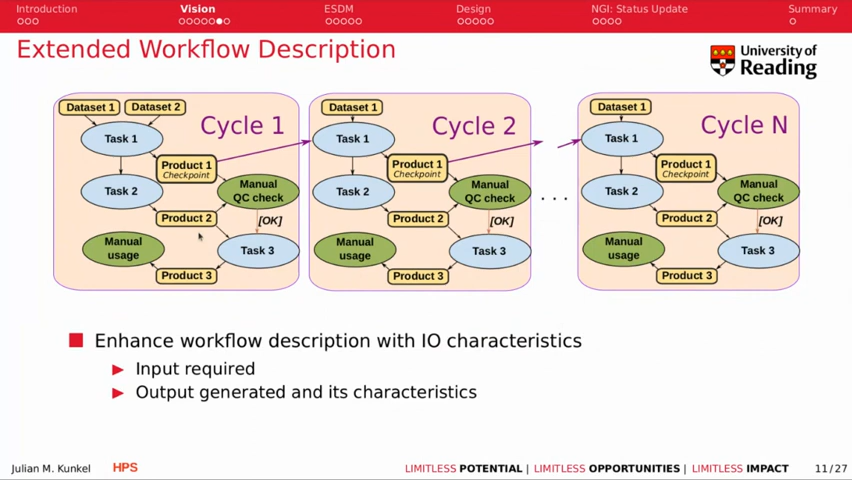 Introduction Vision ESDM Design NGI: Status Update Summary
Extended Workflow Description
University of
Reading
Dataset 1 Dataset 2
Task 1
Cycle 1
Product 1
Checkpoint
Task 2
Manual
QC check
Product 2
[OK]
Manual
usage
Task 3
Product 3
Dataset 1
Task 1
Cycle 2
Product 1
Checkpoint
Task 2
Manual
QC check
Product 2
[OK]
Manual
usage
Task 3
Product 3
. . .
Dataset 1
Task 1
Cycle N
Product 1
Checkpoint
Task 2
Manual
QC check
Product 2
[OK]
Manual
usage
Task 3
Product 3
Enhance workflow description with IO characteristics
Input required
Output generated and its characteristics
Julian M. Kunkel HPS LIMITLESS POTENTIAL | LIMITLESS OPPORTUNITIES | LIMITLESS IMPACT 11/27